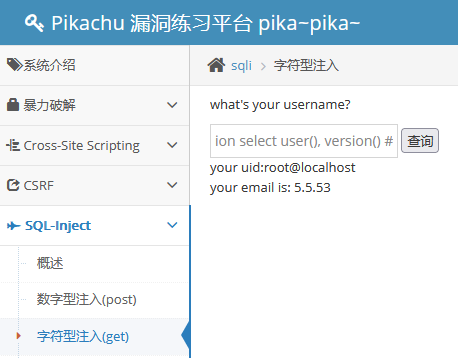 Pikachu 漏洞练习平台 pika~pika~
系统介绍
暴力破解
Cross-Site Scripting
CSRF
SQL-Inject
概述
数字型注入(post)
字符型注入(get)
sqli > 字符型注入
what's your username?
ion select user(), version() # 查询
your uid:root@localhost
your email is: 5.5.53